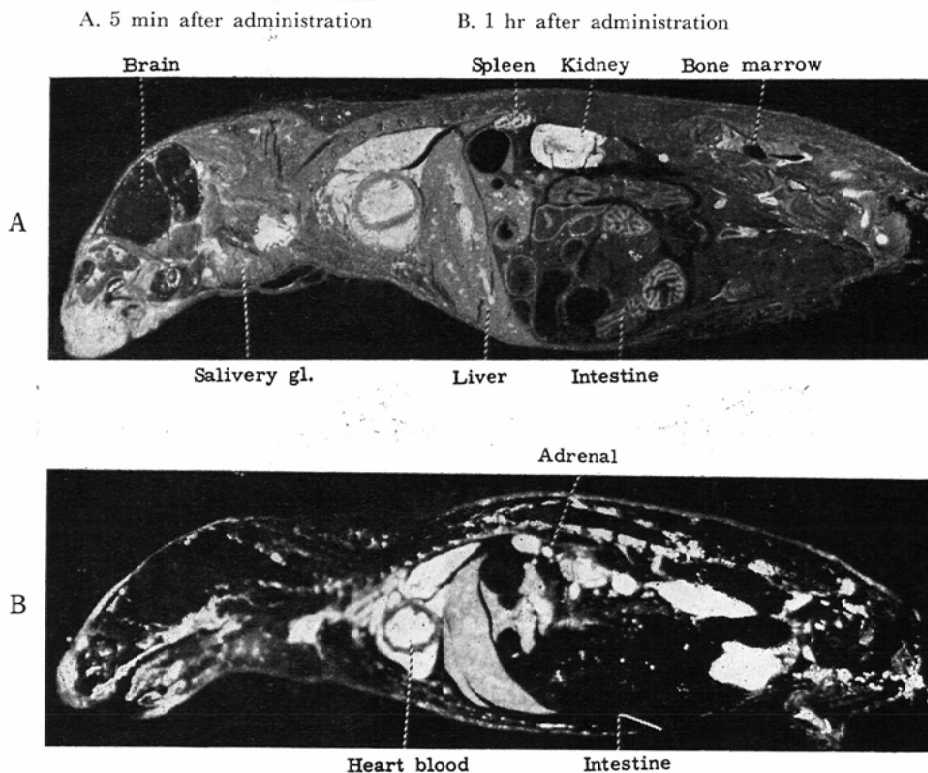 A. 5 min after administration B. 1 hr after administration
Brain Spleen Kidney Bone marrow
A
Salivery gl. Liver Intestine
Adrenal
B
Heart blood Intestine